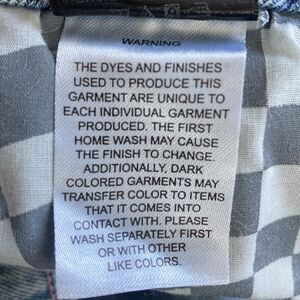 WARNING
THE DYES AND FINISHES
USED TO PRODUCE THIS
GARMENT ARE UNIQUE TO
EACH INDIVIDUAL GARMENT
PRODUCED. THE FIRST
HOME WASH MAY CAUSE
THE FINISH TO CHANGE.
ADDITIONALLY, DARK
COLORED GARMENTS MAY
TRANSFER COLOR TO ITEMS
THAT IT COMES INTO
CONTACT WITH. PLEASE
WASH SEPARATELY FIRST
OR WITH OTHER
LIKE COLORS.